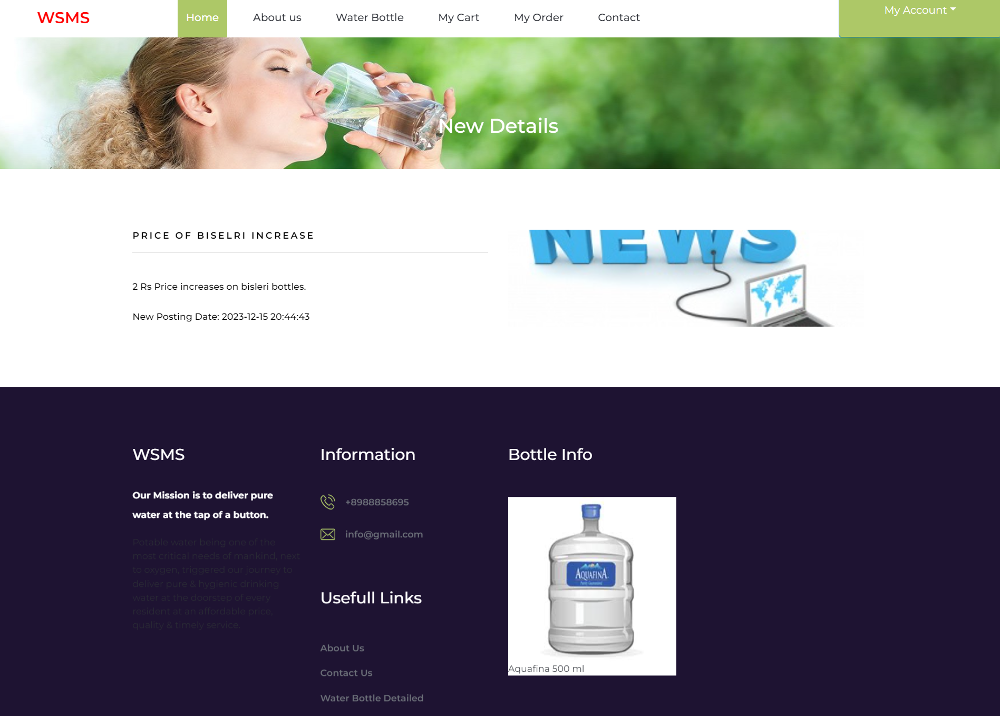 WSMS
Home
About us
Water Bottle
My Cart
My Order
Contact
My Account
New Details
PRICE OF BISELRI INCREASE
2 Rs Price increases on bisleri bottles.
New Posting Date: 2023-12-15 20:44:43
NEWS
WSMS
Our Mission is to deliver pure
water at the tap of a button.
Potable water being one of the
most critical needs of mankind, next
to oxygen, triggered our journey to
deliver pure & hygienic drinking
water at the doorstep of every
resident at an affordable price,
quality & timely service.
Information
+8988858695
info@gmail.com
Usefull Links
About Us
Contact Us
Water Bottle Detailed
Bottle Info
AQUAFINA
Aquafina 500 ml